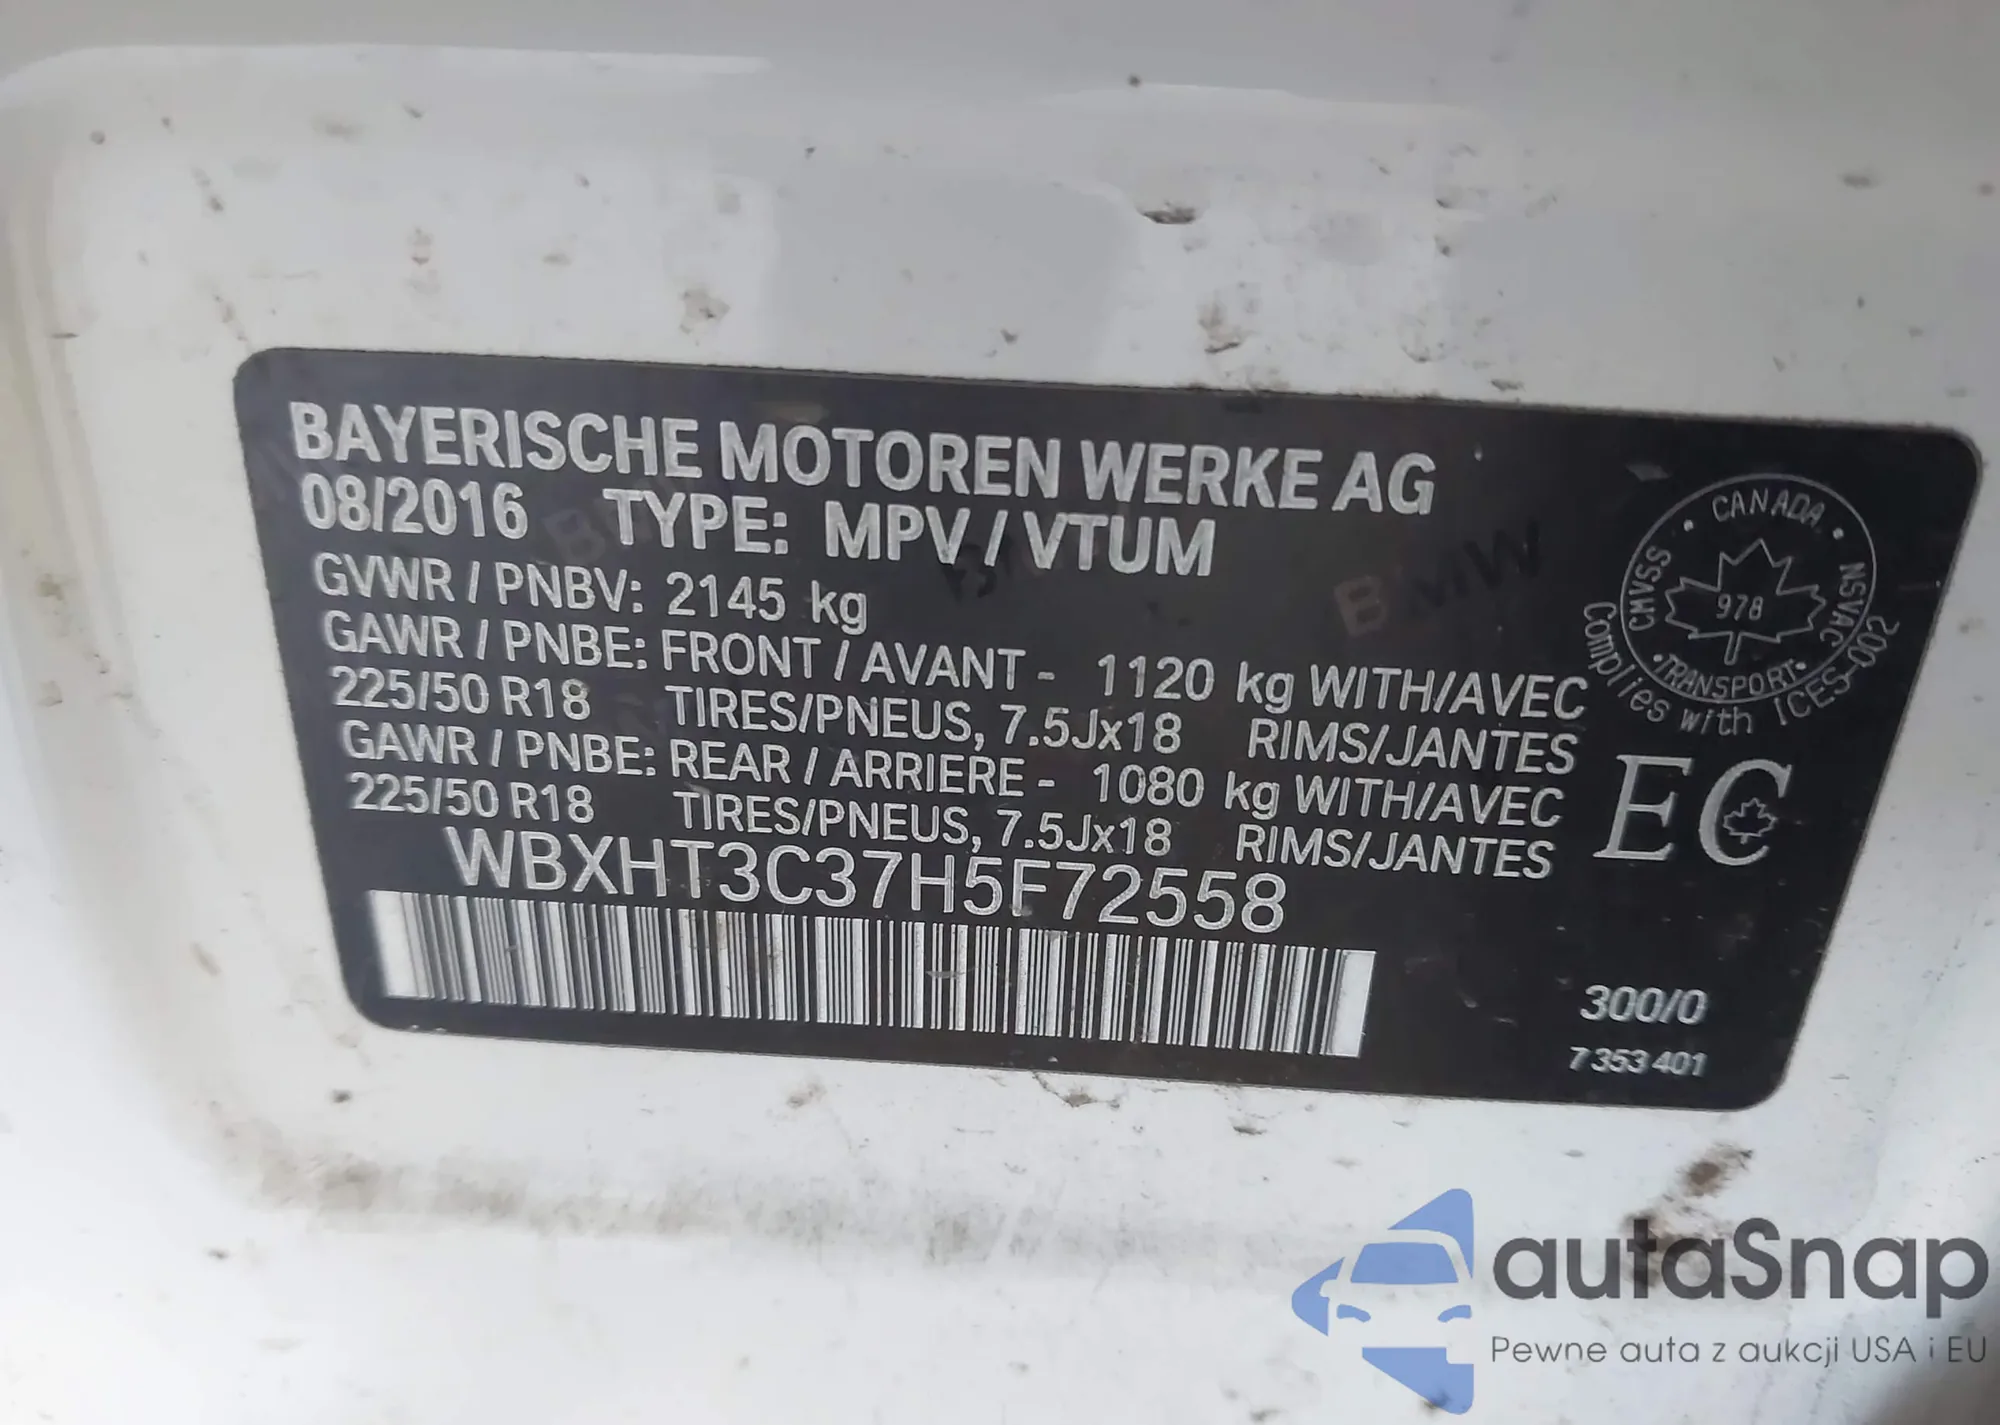 BAYERISCHE MOTOREN WERKE AG
08/2016 TYPE: MPV / VTUM
GVWR / PNBV: 2145 kg
GAWR / PNBE: FRONT / AVANT - 1120 kg WITH/AVEC
225/50 R18 TIRES/PNEUS, 7.5Jx18 RIMS/JANTES
GAWR / PNBE: REAR / ARRIERE - 1080 kg WITH/AVEC
225/50 R18 TIRES/PNEUS, 7.5Jx18 RIMS/JANTES
WBXHT3C37H5F72558
CANADA
CMVSS
NSVAC
978
TRANSPORT
Complies with ICES-002
EC
300/0
7 353 401
BMW
BMW
autaSnap
Pewne auta z aukcji USA i EU